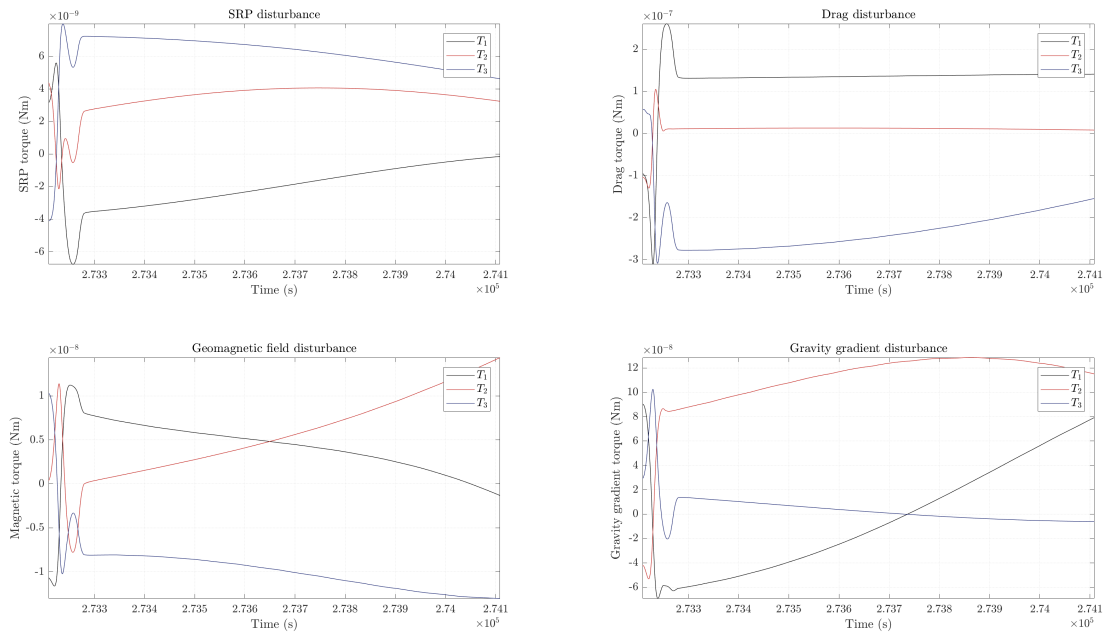 SRP disturbance
×10⁻⁹
SRP torque (Nm)
6
4
2
0
-2
-4
-6
T₁
T₂
T₃
2.733 2.734 2.735 2.736 2.737 2.738 2.739 2.74 2.741
Time (s)
×10⁵
Drag disturbance
×10⁻⁷
Drag torque (Nm)
2
1
0
-1
-2
-3
T₁
T₂
T₃
2.733 2.734 2.735 2.736 2.737 2.738 2.739 2.74 2.741
Time (s)
×10⁵
Geomagnetic field disturbance
×10⁻⁸
Magnetic torque (Nm)
1
0.5
0
-0.5
-1
T₁
T₂
T₃
2.733 2.734 2.735 2.736 2.737 2.738 2.739 2.74 2.741
Time (s)
×10⁵
Gravity gradient disturbance
×10⁻⁸
Gravity gradient torque (Nm)
12
10
8
6
4
2
0
-2
-4
-6
T₁
T₂
T₃
2.733 2.734 2.735 2.736 2.737 2.738 2.739 2.74 2.741
Time (s)
×10⁵